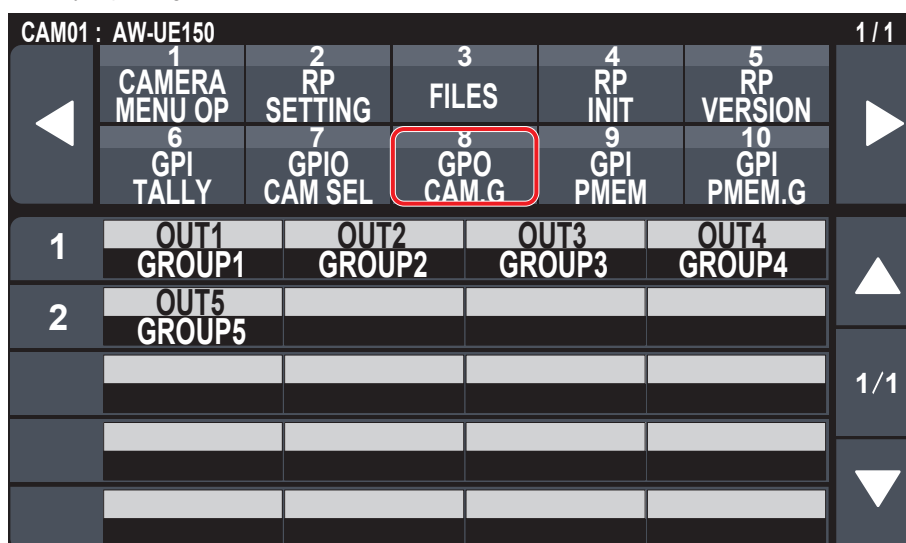 CAM01 : AW-UE150 1 / 1
1 2 3 4 5
CAMERA MENU OP RP SETTING FILES RP INIT RP VERSION
6 7 8 9 10
GPI TALLY GPIO CAM SEL GPO CAM.G GPI PMEM GPI PMEM.G
1 OUT1 OUT2 OUT3 OUT4
GROUP1 GROUP2 GROUP3 GROUP4
2 OUT5
GROUP5
1/1